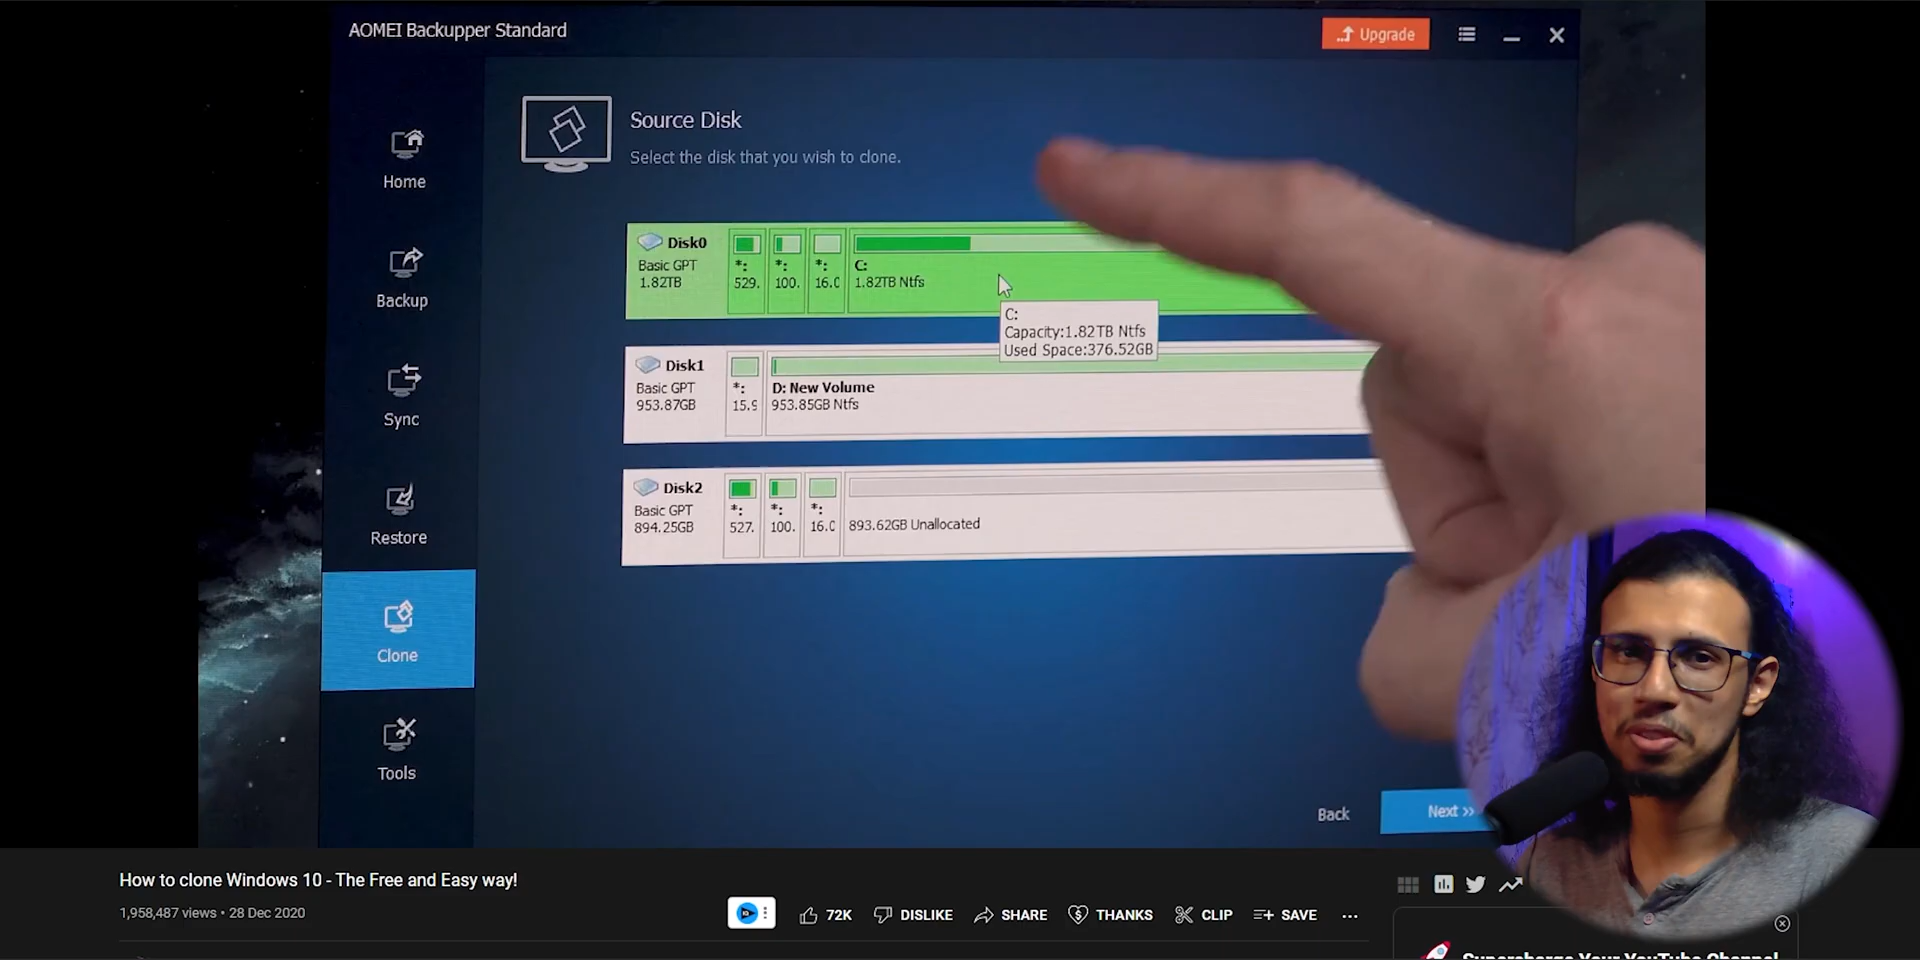 AOMEI Backupper Standard
Upgrade
Source Disk
Select the disk that you wish to clone.
Home
Backup
Sync
Restore
Clone
Tools
Disk0
Basic GPT
1.82TB
*:
529.
*:
100.
*:
16.0
C:
1.82TB Ntfs
C:
Capacity:1.82TB Ntfs
Used Space:376.52GB
Disk1
Basic GPT
953.87GB
*:
15.9
D: New Volume
953.85GB Ntfs
Disk2
Basic GPT
894.25GB
*:
527.
*:
100.
*:
16.0
893.62GB Unallocated
Back
Next >>
How to clone Windows 10 - The Free and Easy way!
1,958,487 views • 28 Dec 2020
72K
DISLIKE
SHARE
THANKS
CLIP
SAVE
Supercharge Your YouTube Channel